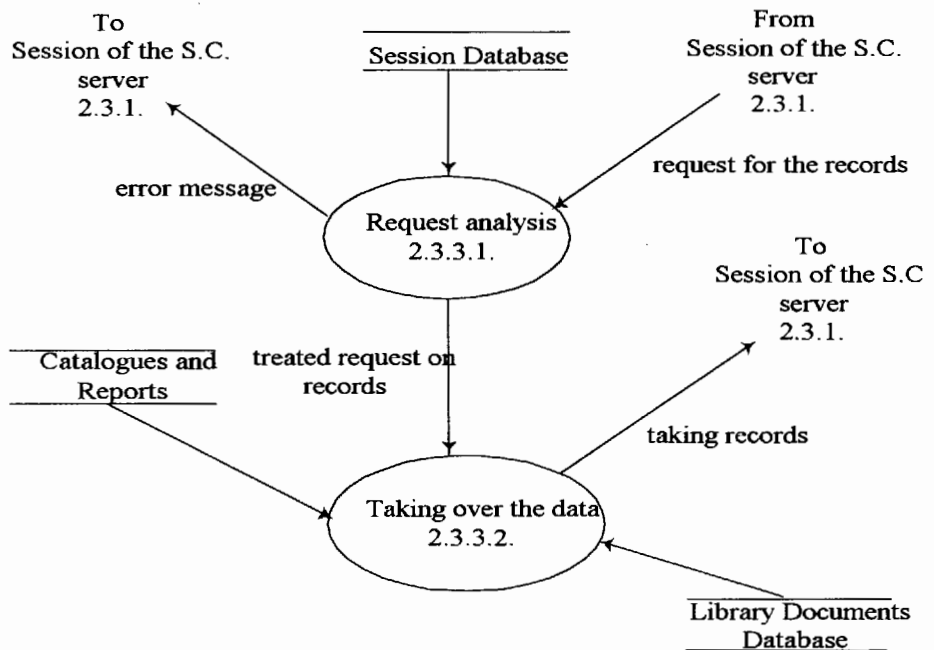 To
Session of the S.C.
server
2.3.1.
Session Database
From
Session of the S.C.
server
2.3.1.
error message
request for the records
Request analysis
2.3.3.1.
To
Session of the S.C
server
2.3.1.
Catalogues and
Reports
treated request on
records
taking records
Taking over the data
2.3.3.2.
Library Documents
Database